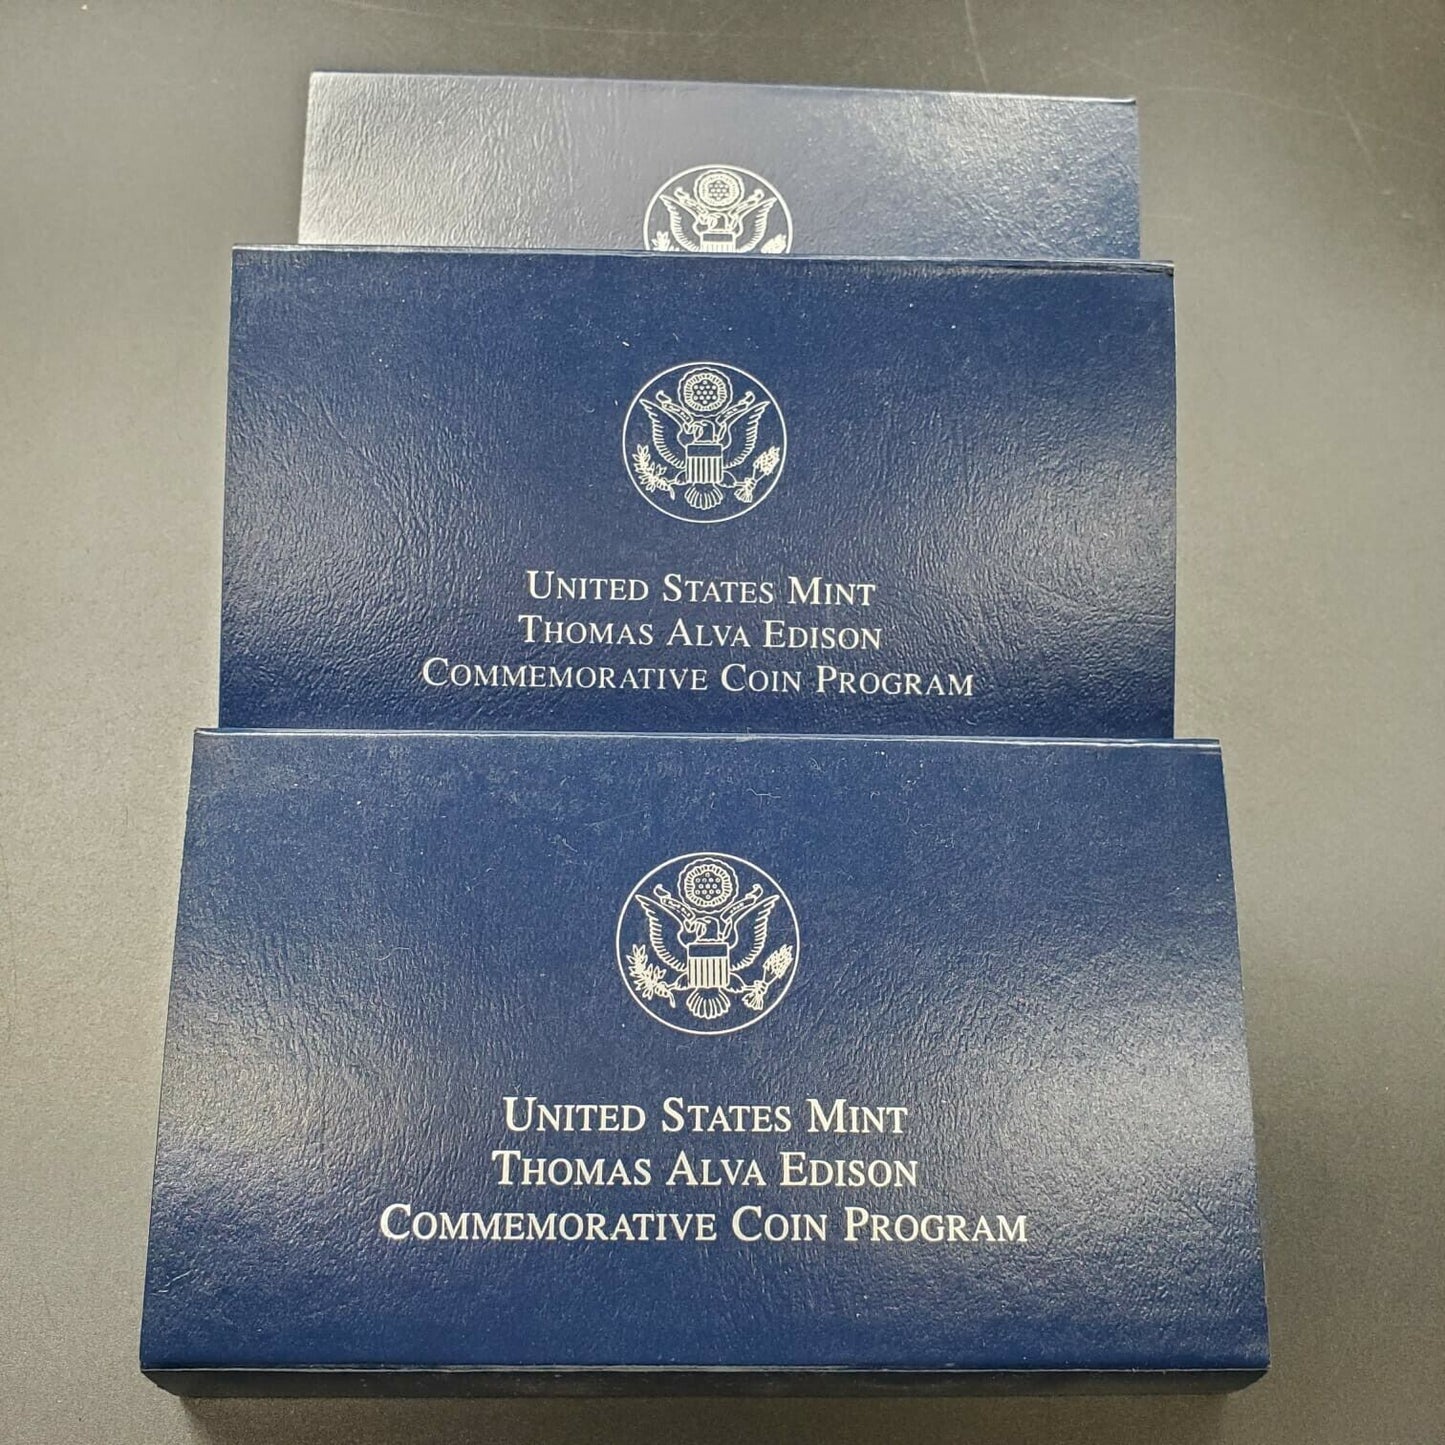 United States Mint
Thomas Alva Edison
Commemorative Coin Program
United States Mint
Thomas Alva Edison
Commemorative Coin Program